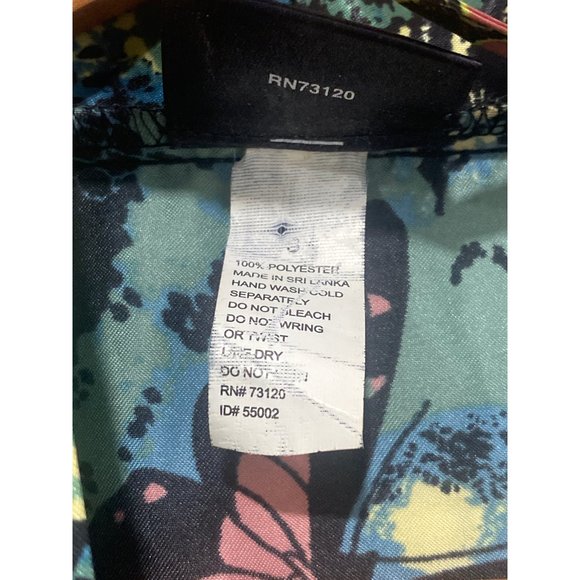 RN73120
100% POLYESTER
MADE IN SRI LANKA
HAND WASH COLD
SEPARATELY
DO NOT BLEACH
DO NOT WRING
OR TWIST
LINE DRY
DO NOT
RN# 73120
ID# 55002